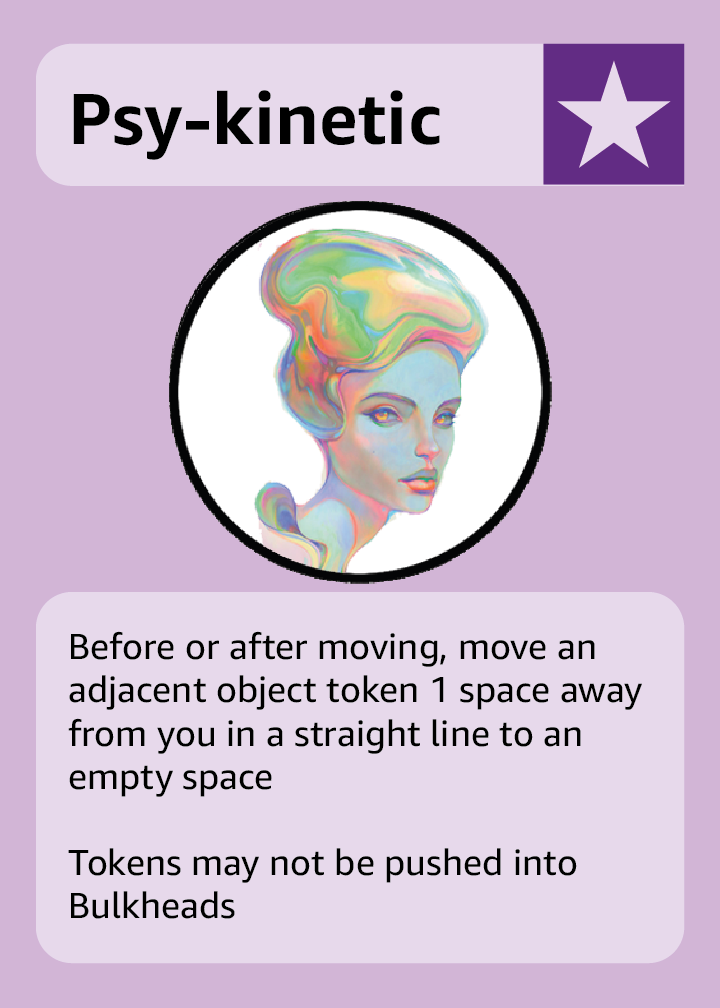 Psy-kinetic
Before or after moving, move an
adjacent object token 1 space away
from you in a straight line to an
empty space
Tokens may not be pushed into
Bulkheads